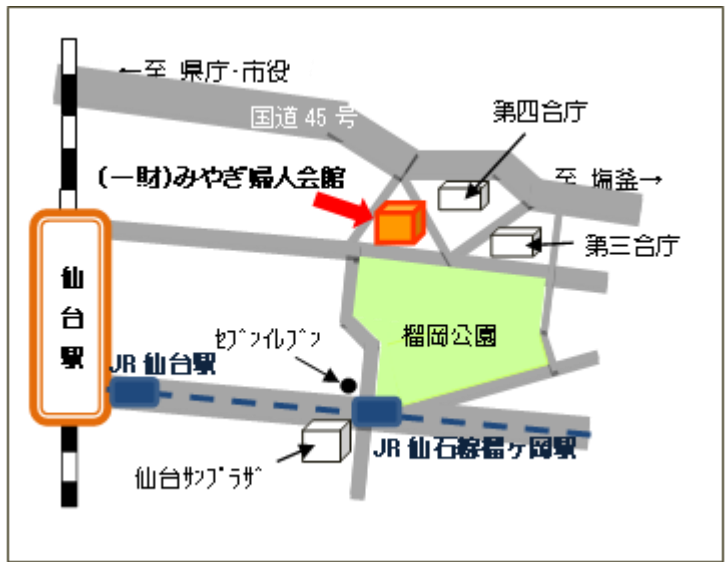 ←至 県庁・市役
国道 45 号
第四合庁
(一財)みやぎ婦人会館
至 塩釜→
第三合庁
仙台駅
ｾﾌﾞﾝｲﾚﾌﾞﾝ
榴岡公園
JR 仙台駅
JR 仙石線榴ヶ岡駅
仙台ｻﾝﾌﾟﾗｻﾞ